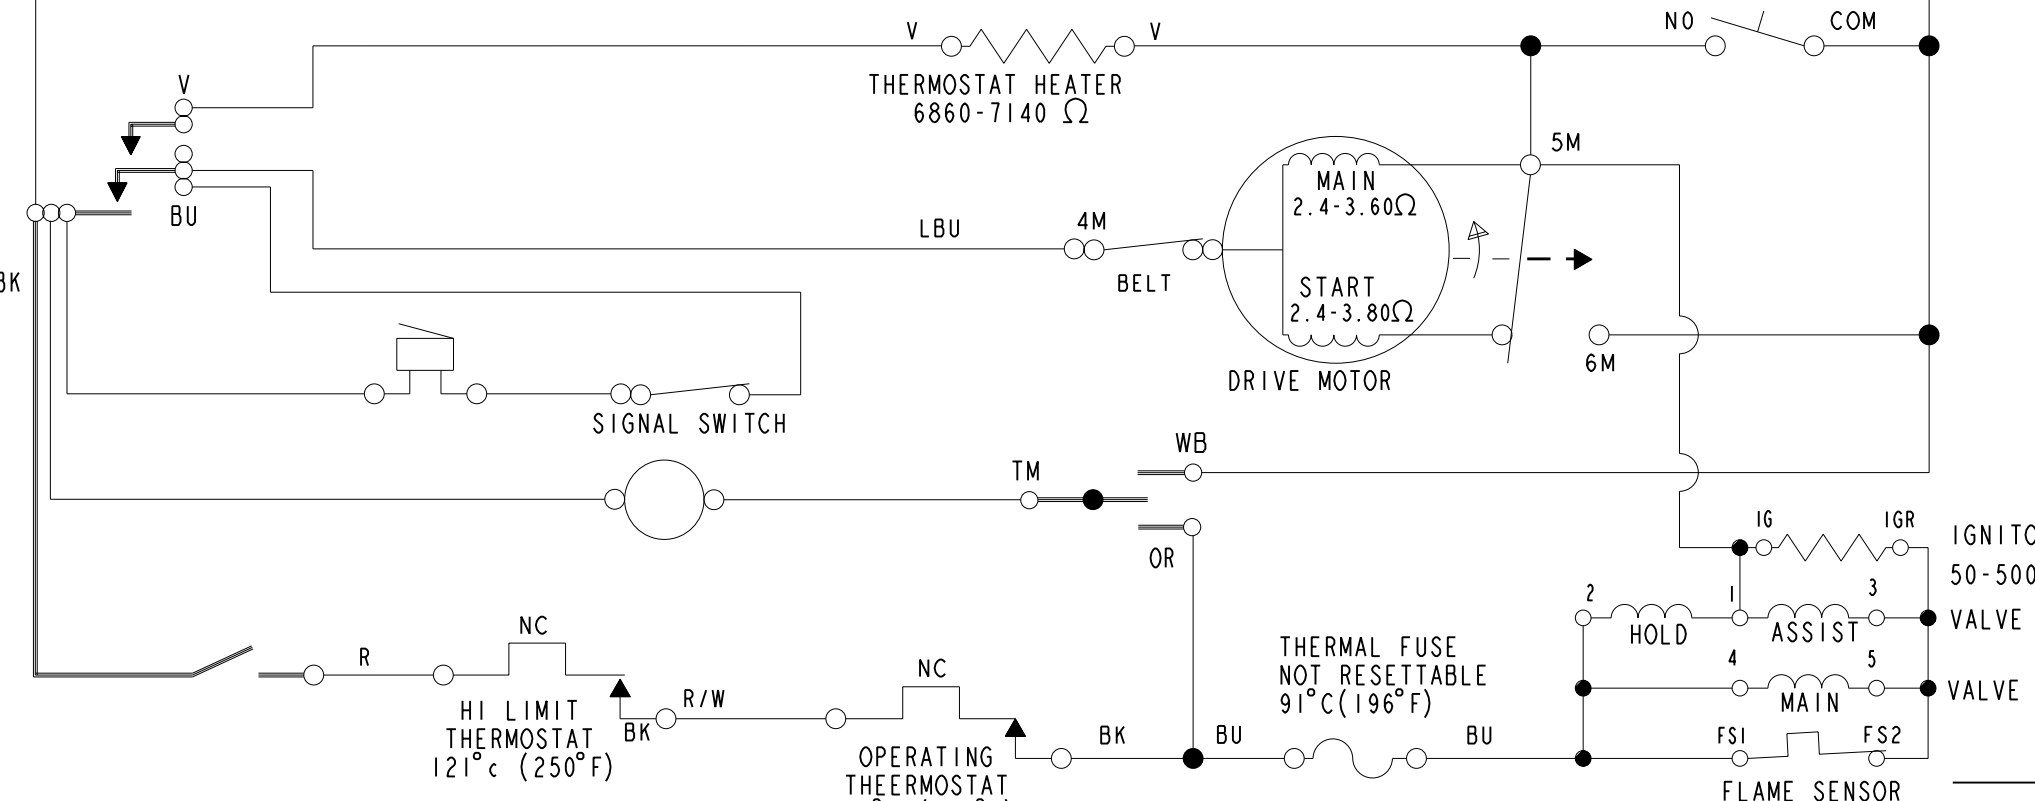 NO
COM
V
V
THERMOSTAT HEATER
6860-7140 Ω
V
5M
MAIN
2.4-3.60Ω
BU
4M
LBU
BELT
BK
START
2.4-3.80Ω
6M
DRIVE MOTOR
SIGNAL SWITCH
WB
TM
OR
IG
IGR
50-500
2
1
3
HOLD
ASSIST
VALVE
NC
R
THERMAL FUSE
NOT RESETTABLE
91°C(196°F)
4
5
VALVE
MAIN
NC
R/W
HI LIMIT
THERMOSTAT
121°c (250°F)
BK
BK
BU
BU
FS1
FS2
OPERATING
THEERMOSTAT
FLAME SENSOR